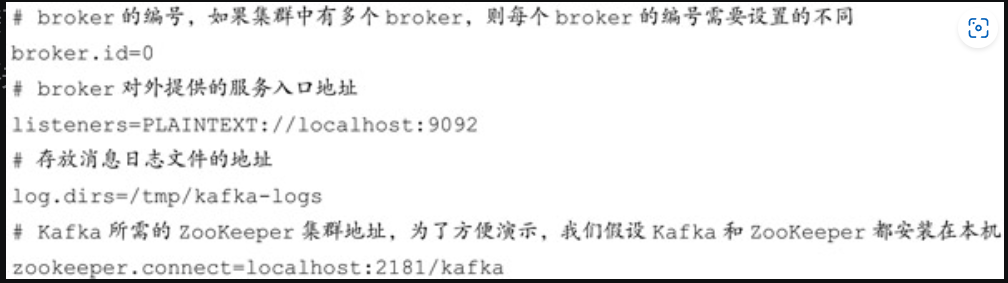 # broker 的编号，如果集群中有多个 broker，则每个 broker 的编号需要设置的不同
broker.id=0
# broker 对外提供的服务入口地址
listeners=PLAINTEXT://localhost:9092
# 存放消息日志文件的地址
log.dirs=/tmp/kafka-logs
# Kafka 所需的 ZooKeeper 集群地址，为了方便演示，我们假设 Kafka 和 ZooKeeper 都安装在本机
zookeeper.connect=localhost:2181/kafka